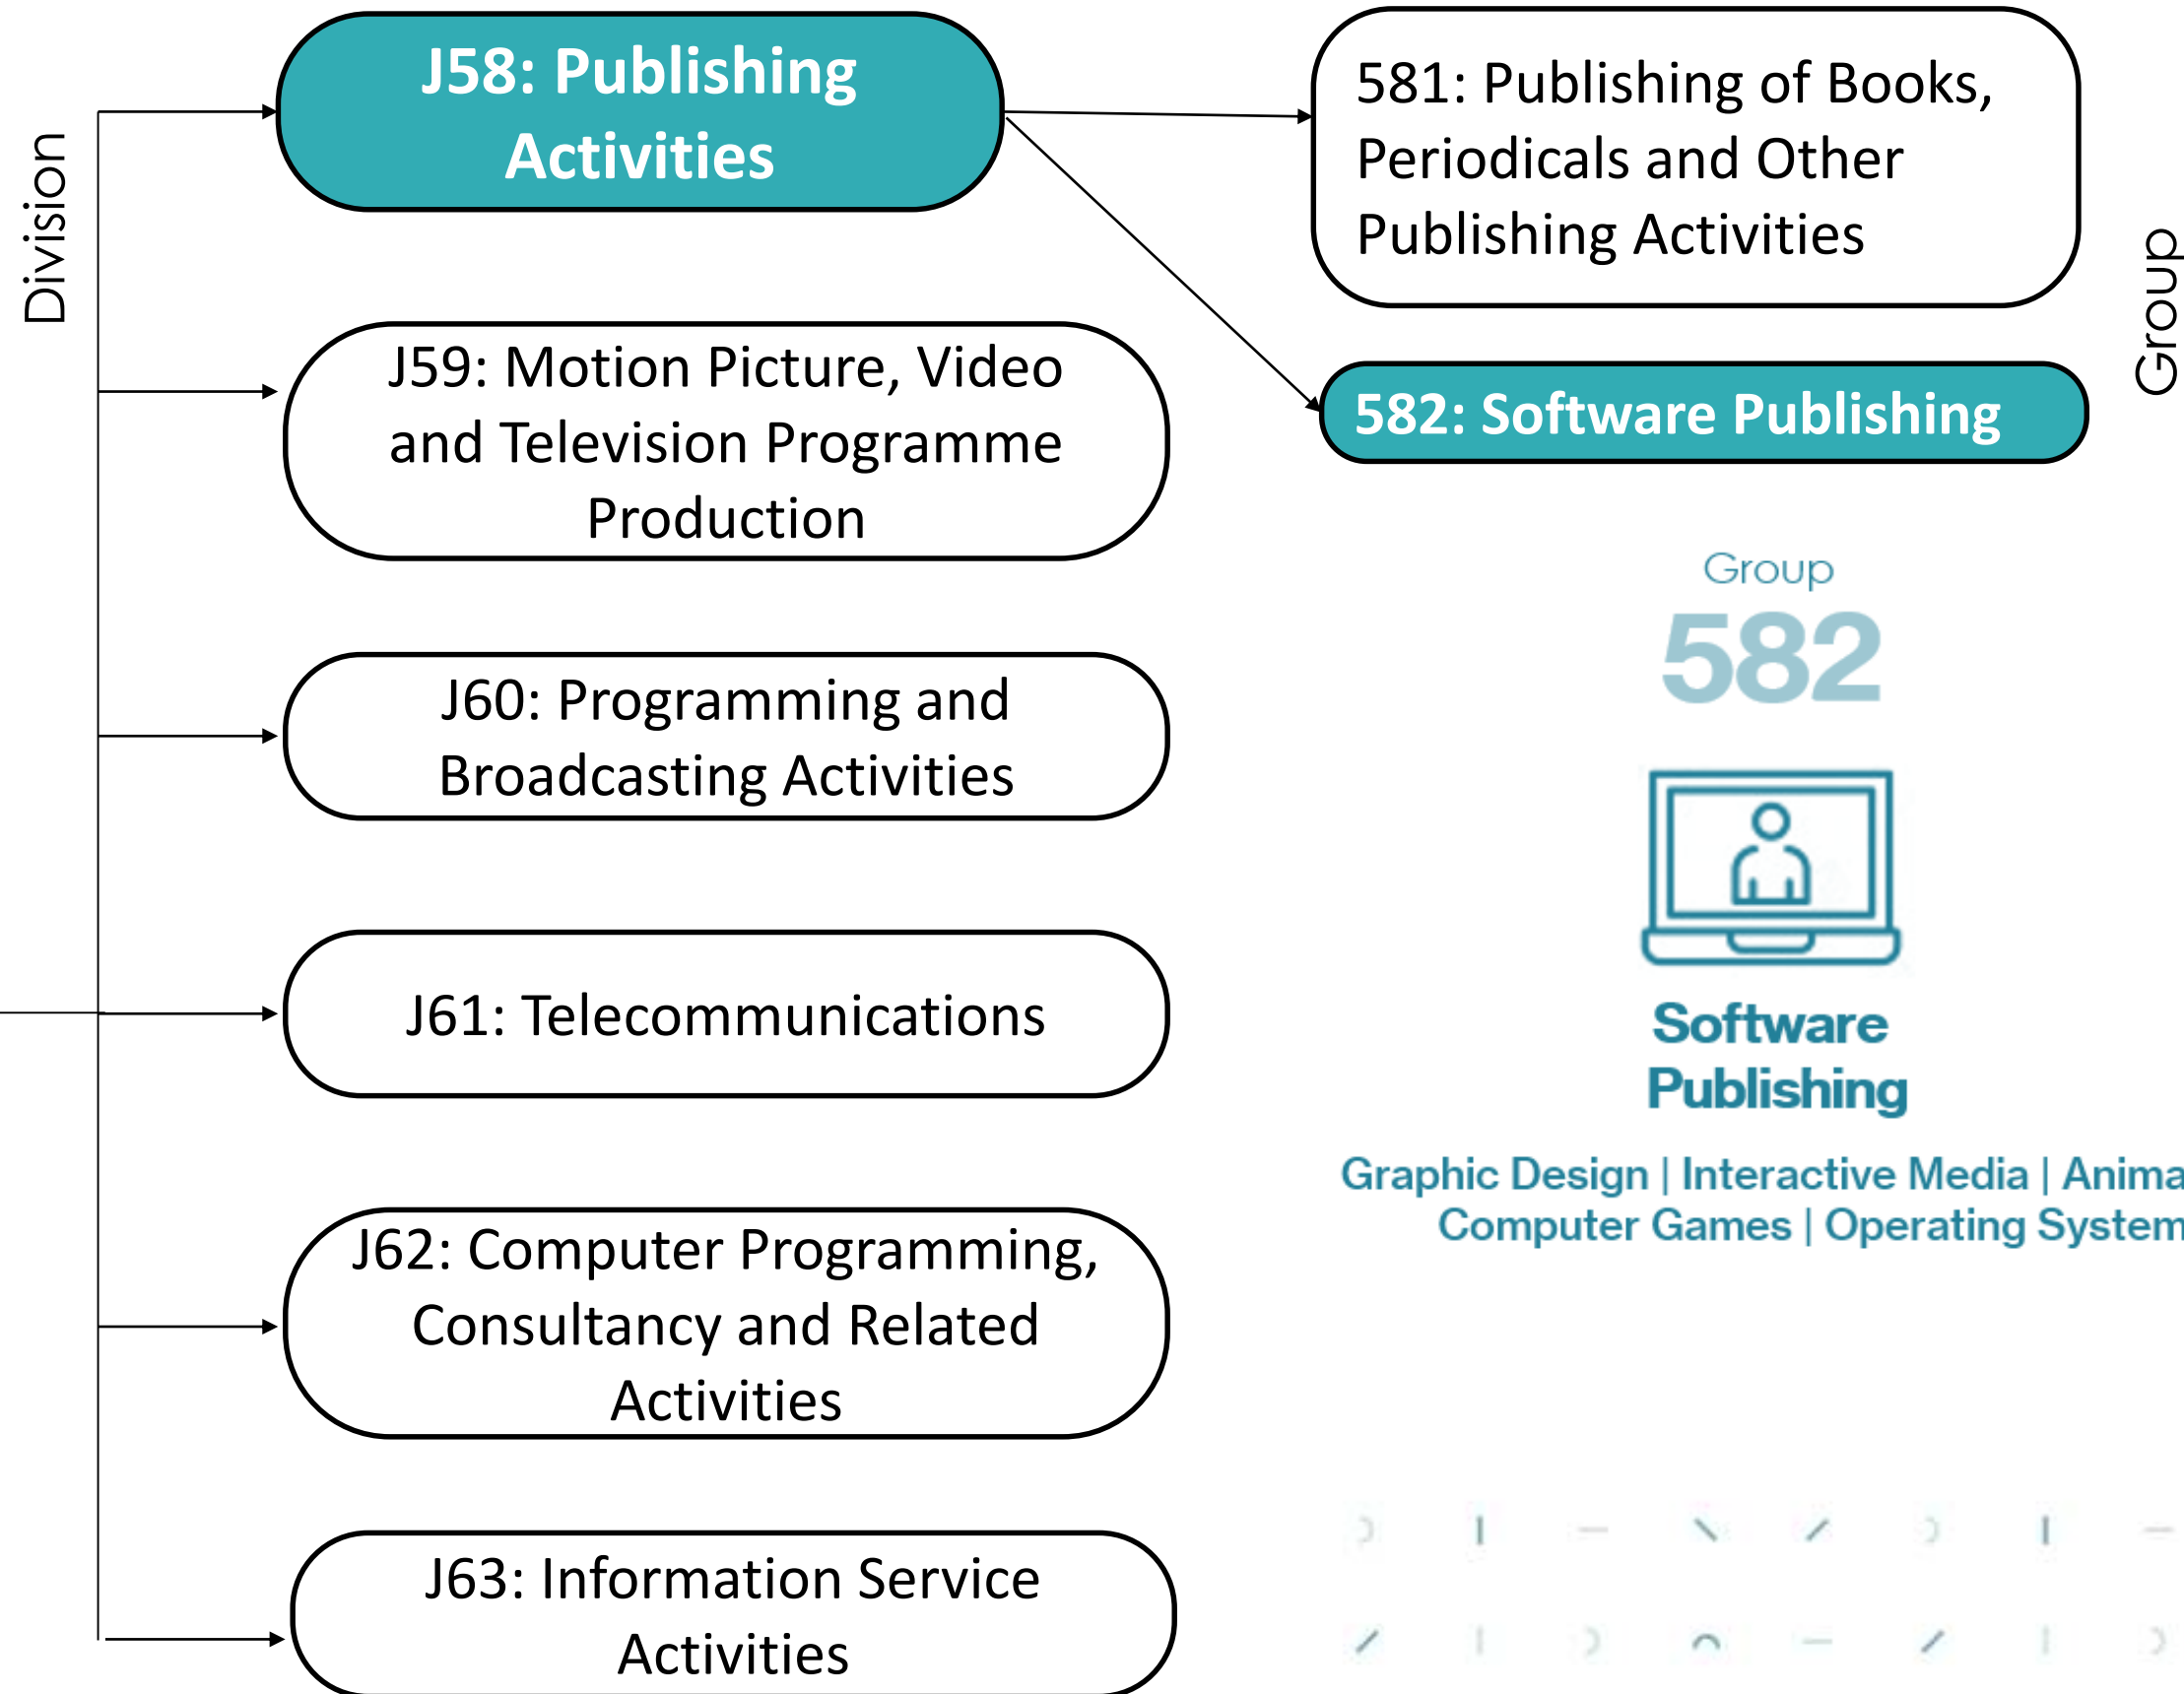 Division
J58: Publishing
Activities
J59: Motion Picture, Video
and Television Programme
Production
J60: Programming and
Broadcasting Activities
J61: Telecommunications
J62: Computer Programming,
Consultancy and Related
Activities
J63: Information Service
Activities
581: Publishing of Books,
Periodicals and Other
Publishing Activities
582: Software Publishing
Group
Group
582
Software
Publishing
Graphic Design | Interactive Media |
Computer Games | Operating System